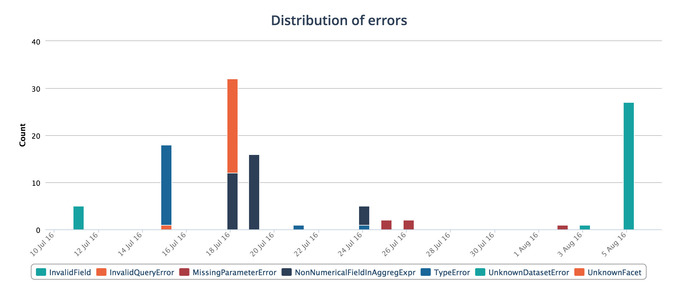 Distribution of errors
40
30
20
10
0
Count
10 Jul 16
12 Jul 16
14 Jul 16
16 Jul 16
18 Jul 16
20 Jul 16
22 Jul 16
24 Jul 16
26 Jul 16
28 Jul 16
30 Jul 16
1 Aug 16
3 Aug 16
5 Aug 16
InvalidField InvalidQueryError MissingParameterError NonNumericalFieldInAggregExpr TypeError UnknownDatasetError UnknownFacet